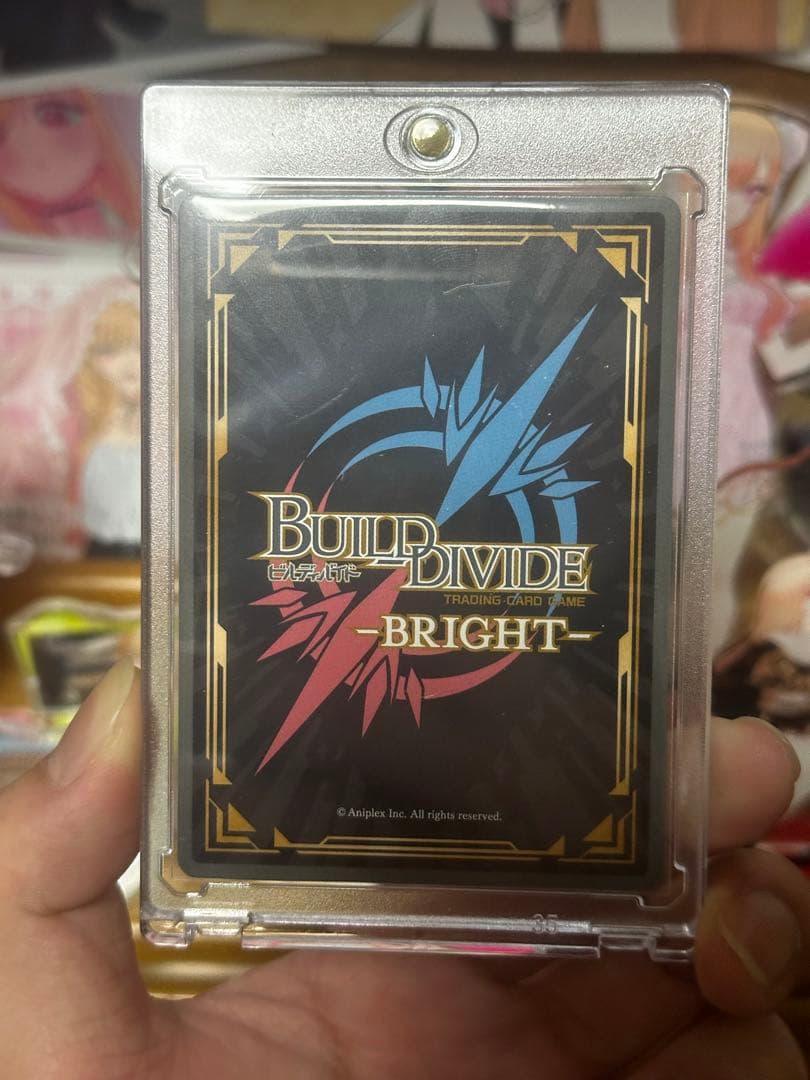 BUILD DIVIDE
ビルディバイド
TRADING CARD GAME
-BRIGHT-
© Aniplex Inc. All rights reserved.
35